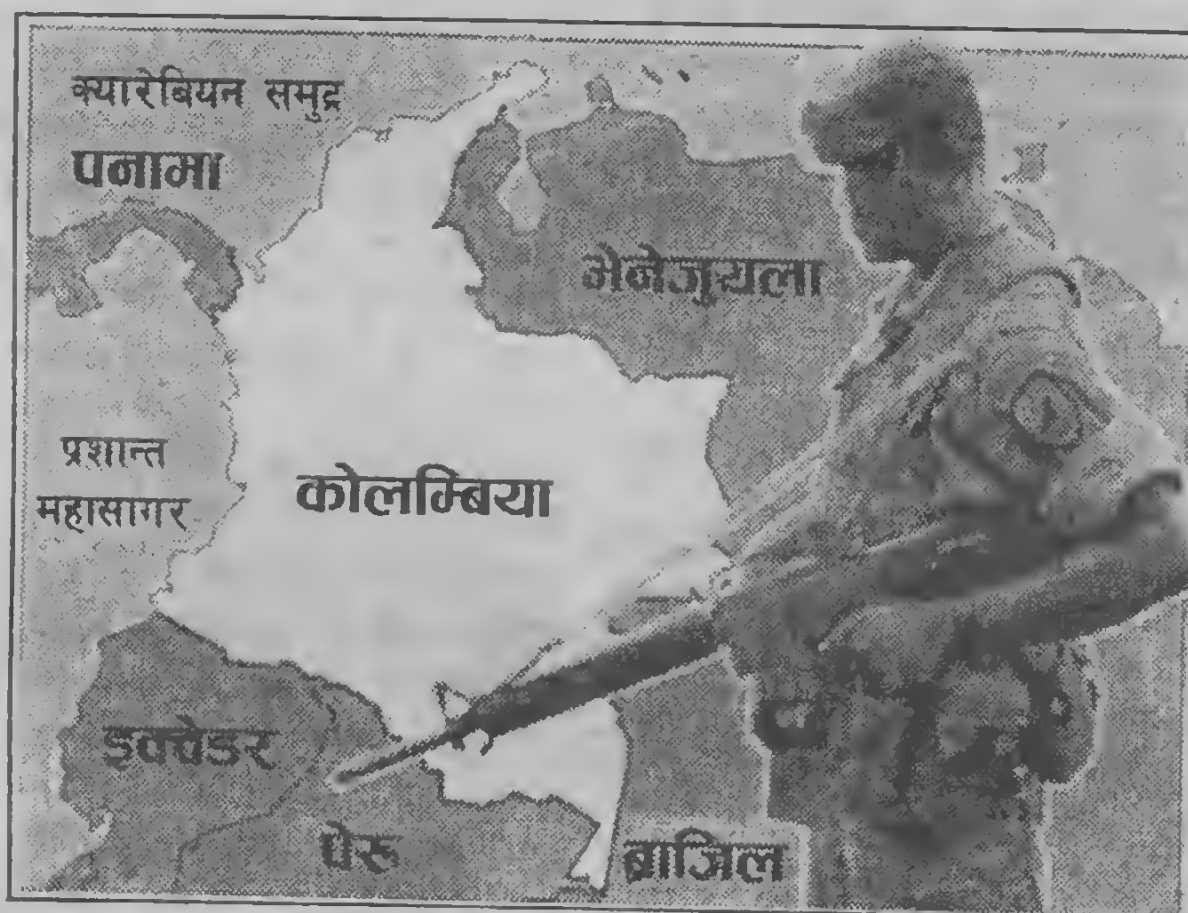 क्यारेबियन समुद्र
पनामा
भेनेजुयला
प्रशान्त
महासागर
कोलम्बिया
इक्वेडर
पेरु
ब्राजिल